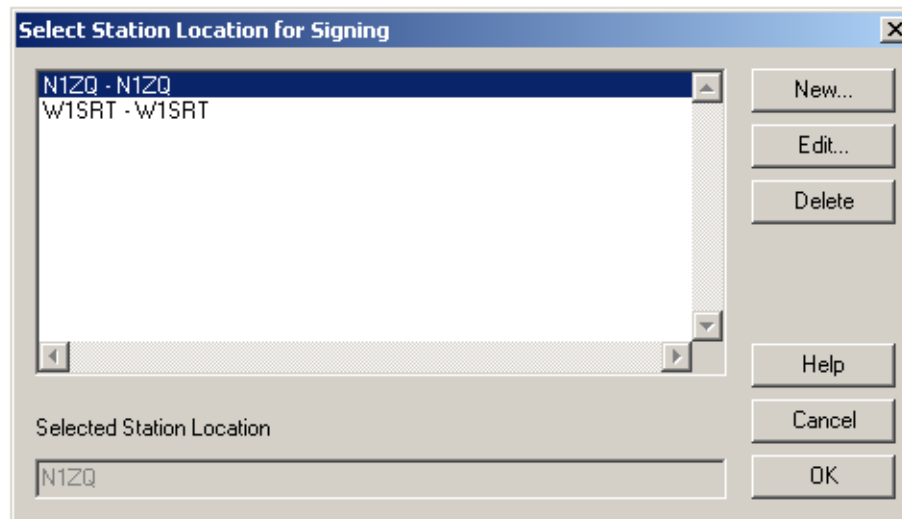 Select Station Location for Signing
N1ZQ - N1ZQ
W1SRT - W1SRT
New...
Edit...
Delete
Help
Cancel
OK
Selected Station Location
N1ZQ